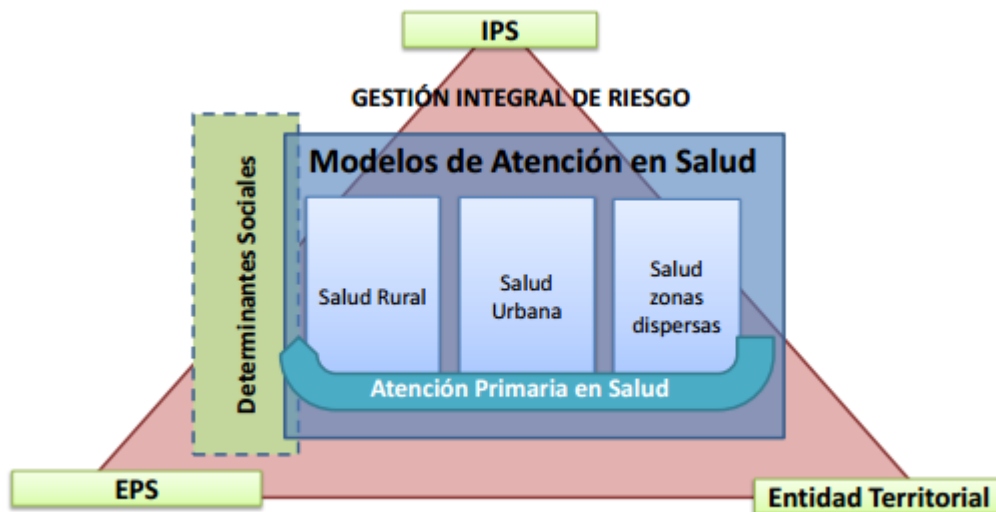 IPS
GESTIÓN INTEGRAL DE RIESGO
Modelos de Atención en Salud
Determinantes Sociales
Salud Rural
Salud
Urbana
Salud
zonas
dispersas
Atención Primaria en Salud
EPS
Entidad Territorial